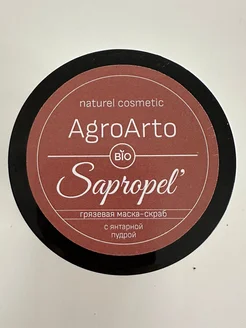 naturel cosmetic
AgroArto
BIO
Sapropel'
грязевая маска-скраб
с янтарной
пудрой